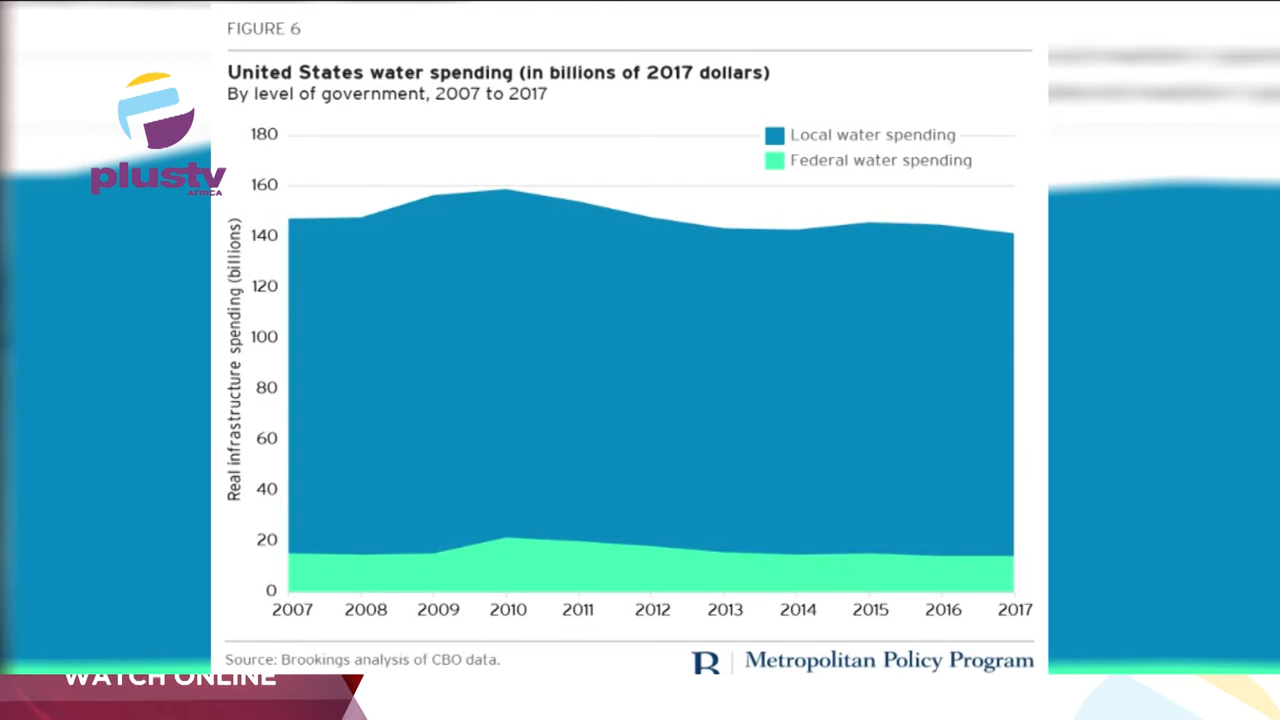 FIGURE 6
United States water spending (in billions of 2017 dollars)
By level of government, 2007 to 2017
plustv
AFRICA
Local water spending
Federal water spending
Real infrastructure spending (billions)
180
160
140
120
100
80
60
40
20
0
2007 2008 2009 2010 2011 2012 2013 2014 2015 2016 2017
Source: Brookings analysis of CBO data.
B | Metropolitan Policy Program
WATCH ONLINE